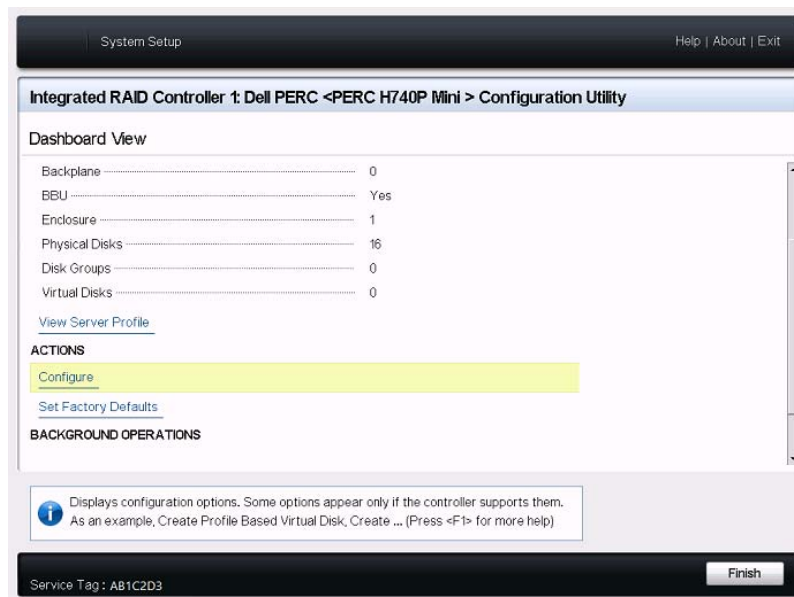 System Setup
Help | About | Exit
Integrated RAID Controller 1: Dell PERC <PERC H740P Mini > Configuration Utility
Dashboard View
Backplane 0
BBU Yes
Enclosure 1
Physical Disks 16
Disk Groups 0
Virtual Disks 0
View Server Profile
ACTIONS
Configure
Set Factory Defaults
BACKGROUND OPERATIONS
Displays configuration options. Some options appear only if the controller supports them.
As an example, Create Profile Based Virtual Disk, Create ... (Press <F1> for more help)
Service Tag : AB1C2D3
Finish